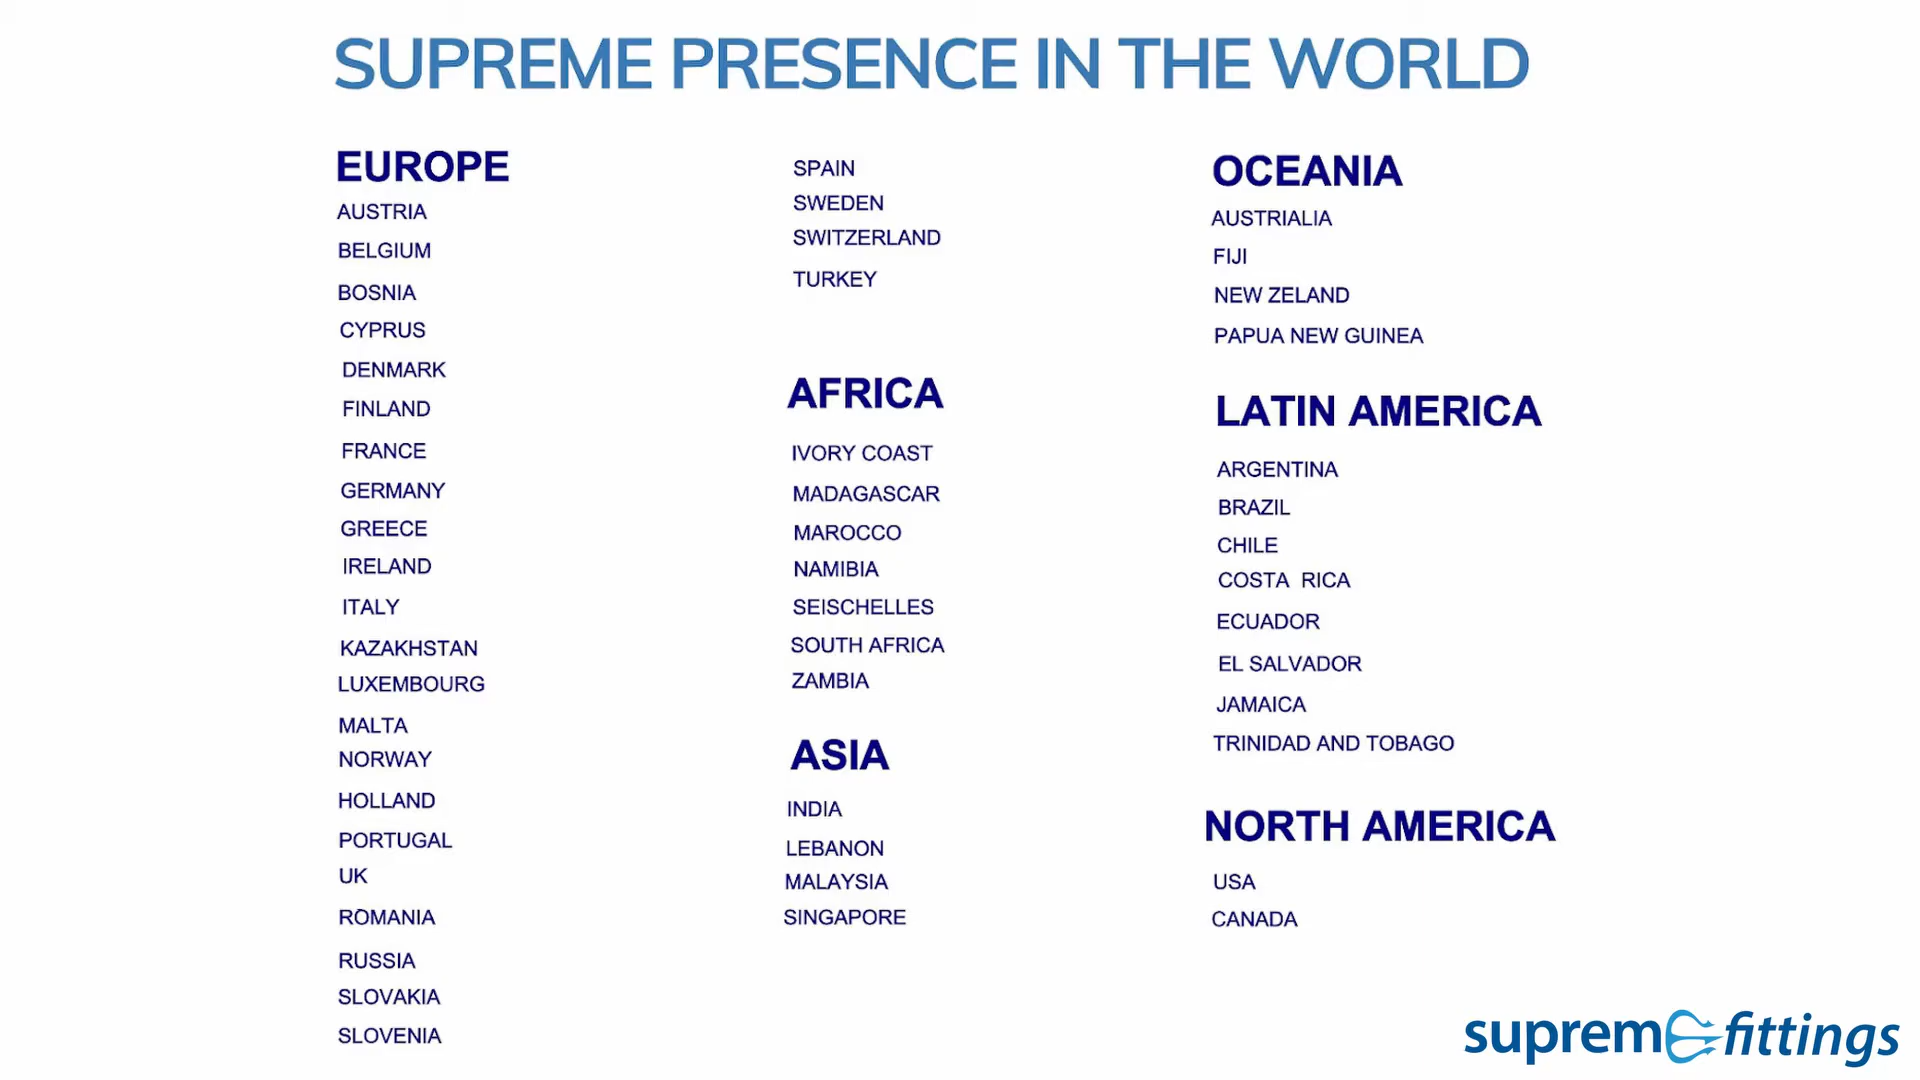 SUPREME PRESENCE IN THE WORLD
EUROPE
AUSTRIA
BELGIUM
BOSNIA
CYPRUS
DENMARK
FINLAND
FRANCE
GERMANY
GREECE
IRELAND
ITALY
KAZAKHSTAN
LUXEMBOURG
MALTA
NORWAY
HOLLAND
PORTUGAL
UK
ROMANIA
RUSSIA
SLOVAKIA
SLOVENIA
SPAIN
SWEDEN
SWITZERLAND
TURKEY
AFRICA
IVORY COAST
MADAGASCAR
MAROCCO
NAMIBIA
SEISCHELLES
SOUTH AFRICA
ZAMBIA
ASIA
INDIA
LEBANON
MALAYSIA
SINGAPORE
OCEANIA
AUSTRIALIA
FIJI
NEW ZELAND
PAPUA NEW GUINEA
LATIN AMERICA
ARGENTINA
BRAZIL
CHILE
COSTA RICA
ECUADOR
EL SALVADOR
JAMAICA
TRINIDAD AND TOBAGO
NORTH AMERICA
USA
CANADA
supreme fittings